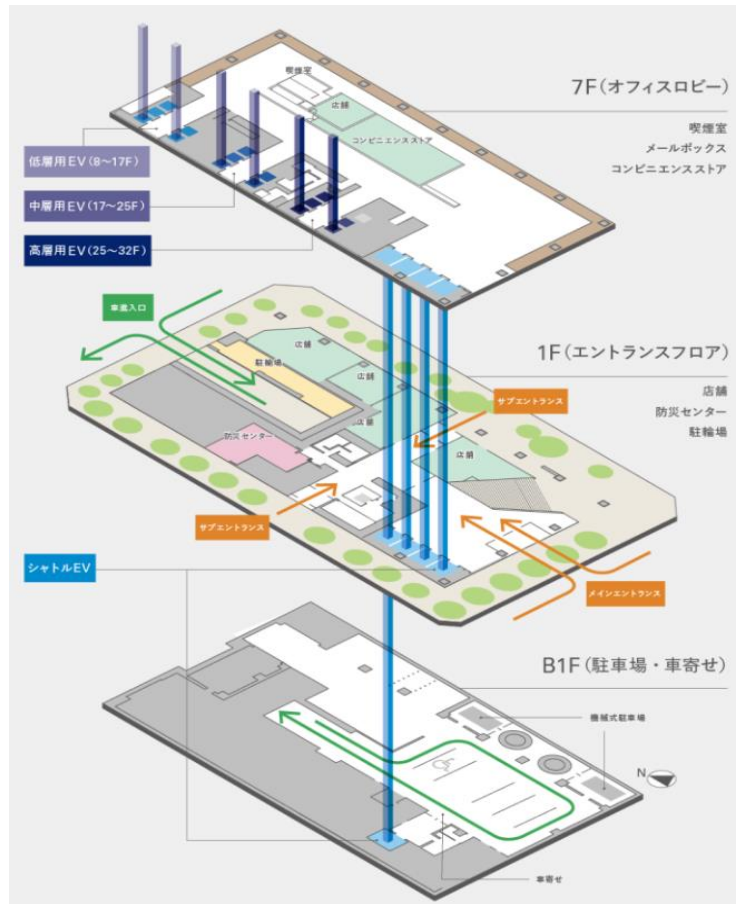 7F(オフィスロビー)
喫煙室
メールボックス
コンビニエンスストア
喫煙室
店舗
コンビニエンスストア
低層用EV(8〜17F)
中層用EV(17〜25F)
高層用EV(25〜32F)
1F(エントランスフロア)
店舗
防災センター
駐輪場
車進入口
店舗
駐輪場
店舗
サブエントランス
店舗
防災センター
店舗
サブエントランス
メインエントランス
シャトルEV
B1F(駐車場・車寄せ)
機械式駐車場
N
車寄せ